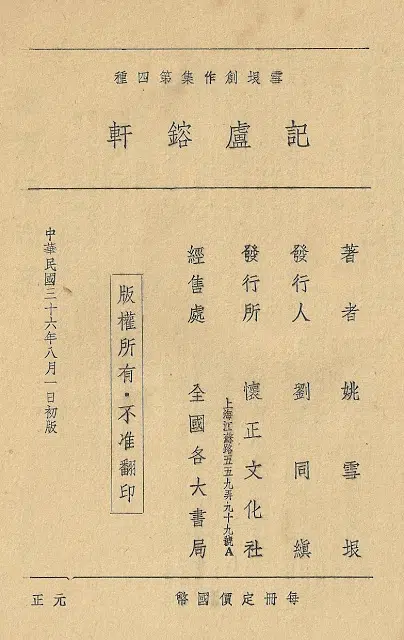 雪垠創作集第四種
記盧鎔軒
著者 姚雪垠
發行人 劉同縝
發行所 懷正文化社
上海江蘇路五五九弄九十九號A
經售處 全國各大書局
版權所有·不准翻印
中華民國三十六年八月一日初版
每冊定價國幣 元正